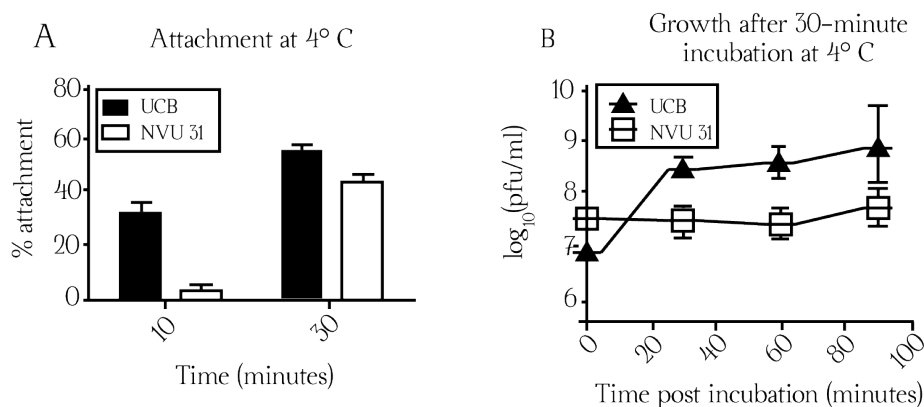 A
Attachment at 4° C
80
60
40
20
0
% attachment
UCB
NVU 31
10
30
Time (minutes)
B
Growth after 30-minute
incubation at 4° C
10
9
8
7
6
log10(pfu/ml)
UCB
NVU 31
0
20
40
60
80
100
Time post incubation (minutes)